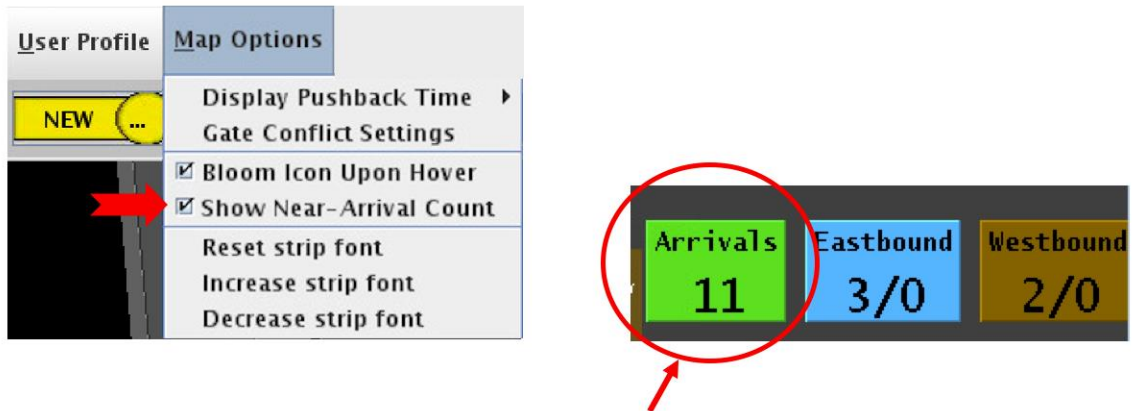 User Profile
Map Options
NEW ...
Display Pushback Time
Gate Conflict Settings
Bloom Icon Upon Hover
Show Near-Arrival Count
Reset strip font
Increase strip font
Decrease strip font
Arrivals
11
Eastbound
3/0
Westbound
2/0